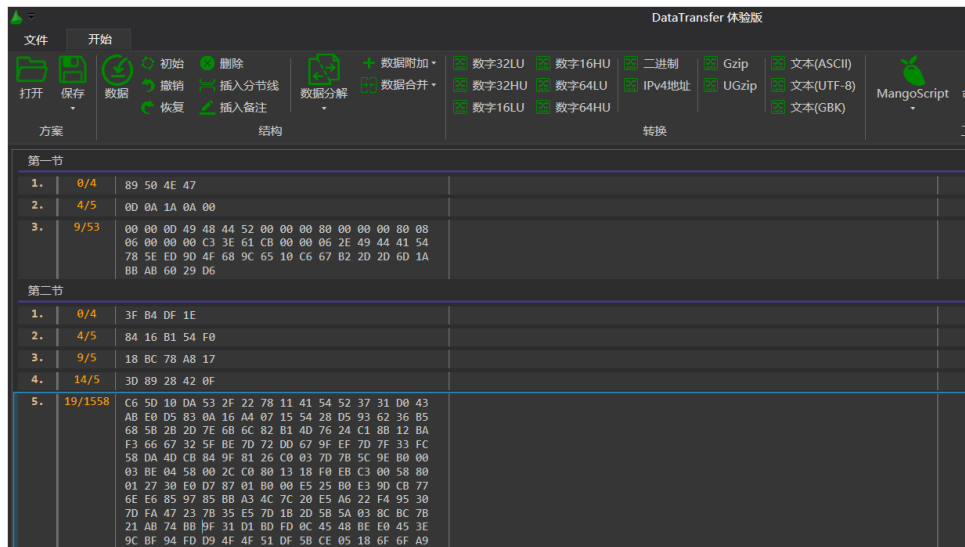 DataTransfer 体验版
文件 开始
打开 保存 数据 初始 删除 数据分解 数据附加 数字32LU 数字16HU 二进制 Gzip 文本(ASCII) MangoScript
撤销 插入分节线 数据合并 数字32HU 数字64LU IPv4地址 UGzip 文本(UTF-8)
恢复 插入备注 数字16LU 数字64HU 文本(GBK)
方案 结构 转换
第一节
1. 0/4 89 50 4E 47
2. 4/5 0D 0A 1A 0A 00
3. 9/53 00 00 0D 49 48 44 52 00 00 00 80 00 00 00 80 08
06 00 00 00 C3 3E 61 CB 00 00 06 2E 49 44 41 54
78 5E ED 9D 4F 68 9C 65 10 C6 67 B2 2D 2D 6D 1A
BB AB 60 29 D6
第二节
1. 0/4 3F B4 DF 1E
2. 4/5 84 16 B1 54 F0
3. 9/5 18 BC 78 A8 17
4. 14/5 3D 89 28 42 0F
5. 19/1558 C6 5D 10 DA 53 2F 22 78 11 41 54 52 37 31 D0 43
AB E0 D5 83 0A 16 A4 07 15 54 28 D5 93 62 36 B5
68 5B 2B 2D 7E 6B 6C 82 B1 4D 76 24 C1 8B 12 BA
F3 66 67 32 5F BE 7D 72 DD 67 9F EF 7D 7F 33 FC
58 DA 4D CB 84 9F 81 26 C0 03 7D 7B 5C 9E B0 00
03 BE 04 58 00 2C C0 80 13 18 F0 EB C3 00 58 80
01 27 30 E0 D7 87 01 B0 00 E5 25 B0 E3 9D CB 77
6E E6 85 97 85 BB A3 4C 7C 20 E5 A6 22 F4 95 30
7D FA 47 23 7B 35 E5 7D 1B 2D 5B 5A 03 8C BC 7B
21 AB 74 BB 9F 31 D1 BD FD 0C 45 48 BE E0 45 3E
9C BF 94 FD D9 4F 4F 51 DF 5B CE 05 18 6F 6F A9